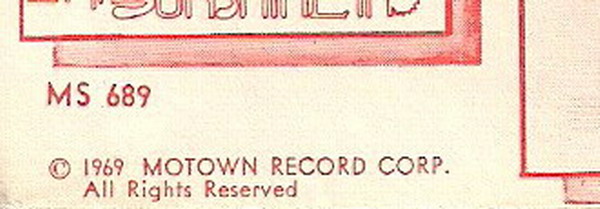 MS 689
© 1969 MOTOWN RECORD CORP.
All Rights Reserved